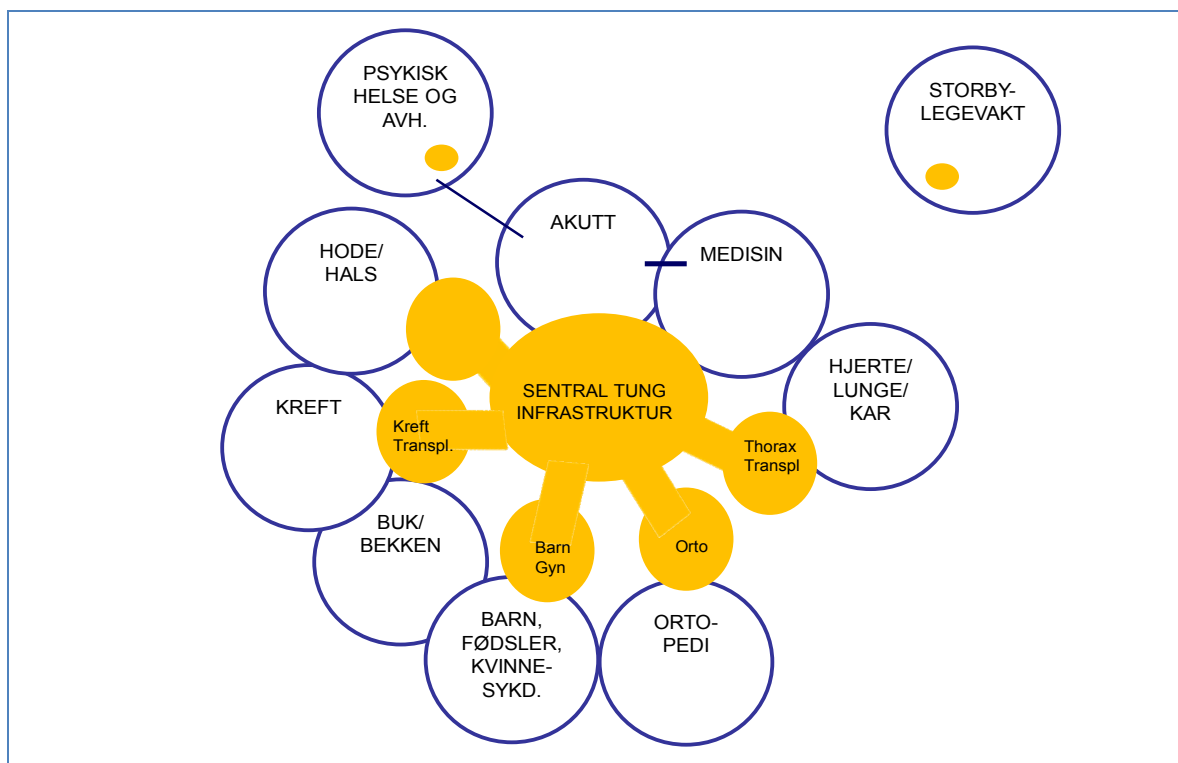 PSYKISK
HELSE OG
AVH.
STORBY-
LEGEVAKT
AKUTT
HODE/
HALS
MEDISIN
SENTRAL TUNG
INFRASTRUKTUR
HJERTE/
LUNGE/
KAR
KREFT
Kreft
Transpl.
Thorax
Transpl
BUK/
BEKKEN
Barn
Gyn
Orto
BARN,
FØDSLER,
KVINNE-
SYKD.
ORTO-
PEDI